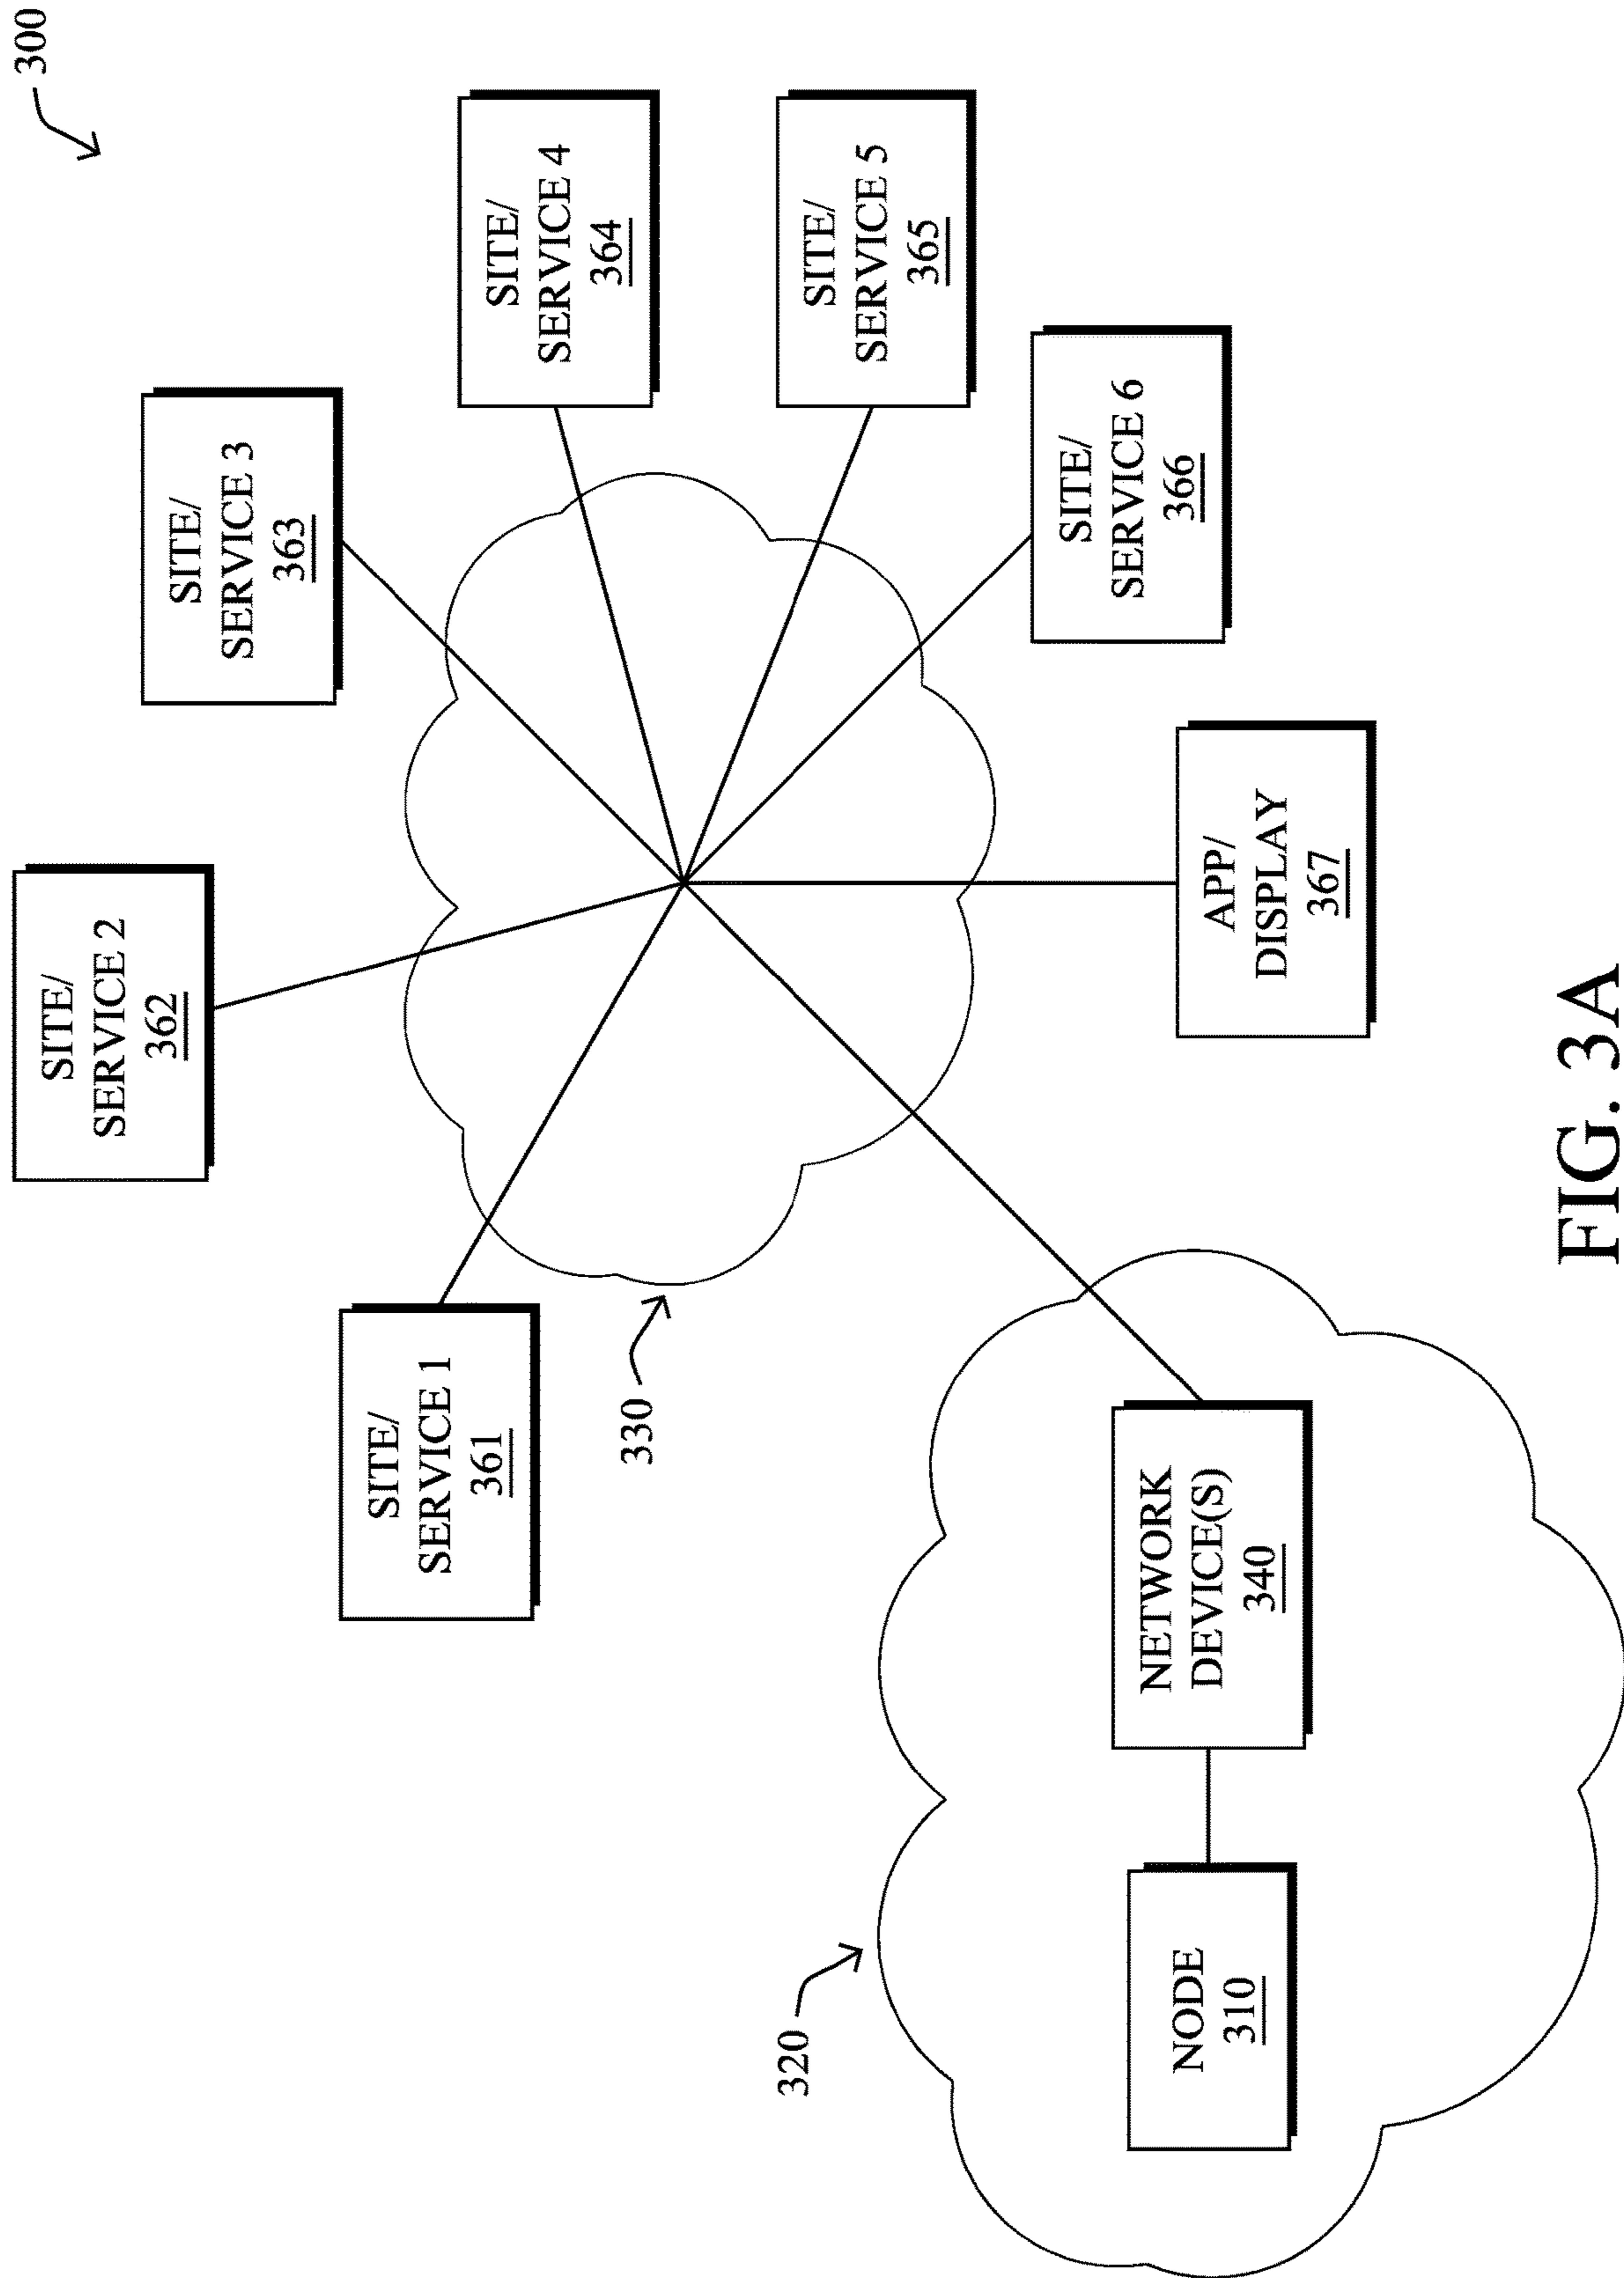 300
SITE/
SERVICE 2
362
SITE/
SERVICE 3
363
SITE/
SERVICE 1
361
SITE/
SERVICE 4
364
330
SITE/
SERVICE 5
365
320
SITE/
SERVICE 6
366
NODE
310
NETWORK
DEVICE(S)
340
APP/
DISPLAY
367
FIG. 3A